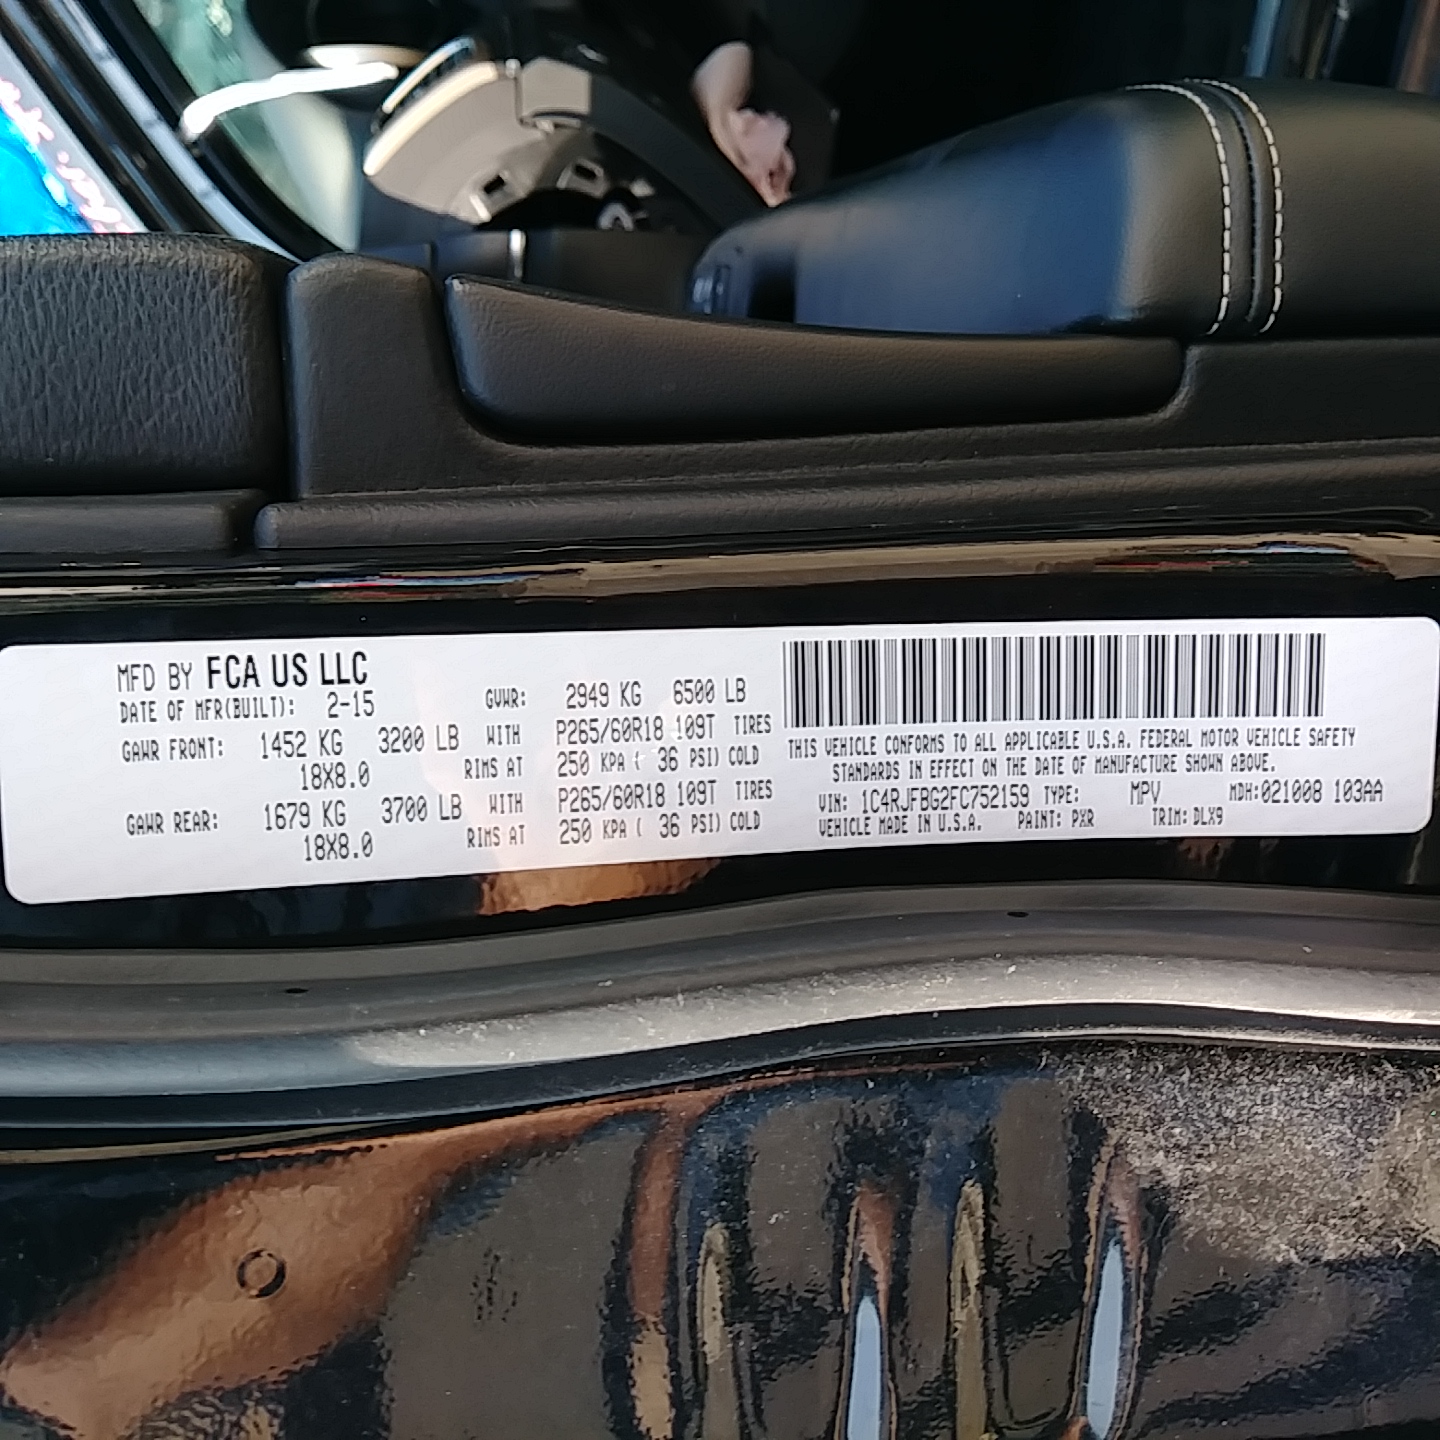 MFD BY FCA US LLC
DATE OF MFR(BUILT): 2-15 GVWR: 2949 KG 6500 LB
GAWR FRONT: 1452 KG 3200 LB WITH P265/60R18 109T TIRES
18X8.0 RIMS AT 250 KPA ( 36 PSI) COLD
GAWR REAR: 1679 KG 3700 LB WITH P265/60R18 109T TIRES
18X8.0 RIMS AT 250 KPA ( 36 PSI) COLD
THIS VEHICLE CONFORMS TO ALL APPLICABLE U.S.A. FEDERAL MOTOR VEHICLE SAFETY
STANDARDS IN EFFECT ON THE DATE OF MANUFACTURE SHOWN ABOVE.
VIN: 1C4RJFBG2FC752159 TYPE: MPV MDH:021008 103AA
VEHICLE MADE IN U.S.A. PAINT: PXR TRIM: DLX9